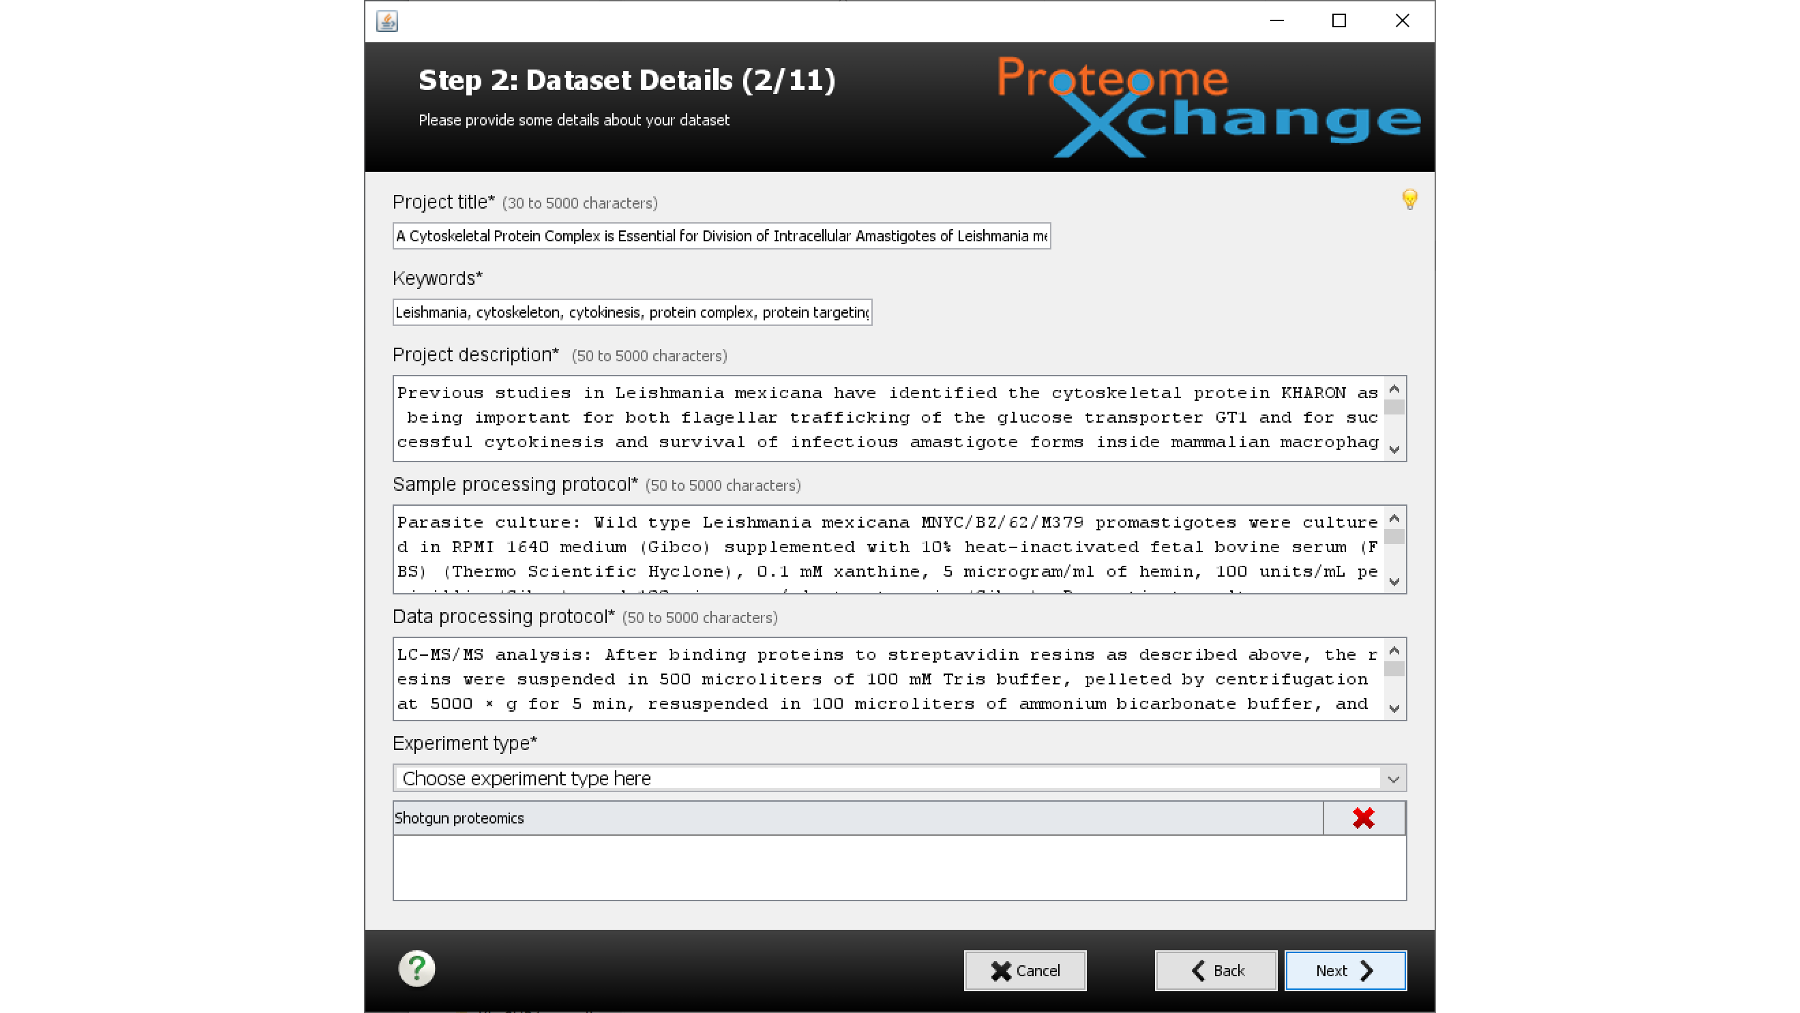 Step 2: Dataset Details (2/11)
Please provide some details about your dataset
Proteome
Xchange
Project title* (30 to 5000 characters)
A Cytoskeletal Protein Complex is Essential for Division of Intracellular Amastigotes of Leishmania me
Keywords*
Leishmania, cytoskeleton, cytokinesis, protein complex, protein targeting
Project description* (50 to 5000 characters)
Previous studies in Leishmania mexicana have identified the cytoskeletal protein KHARON as
being important for both flagellar trafficking of the glucose transporter GT1 and for suc
cessful cytokinesis and survival of infectious amastigote forms inside mammalian macrophag
Sample processing protocol* (50 to 5000 characters)
Parasite culture: Wild type Leishmania mexicana MNYC/BZ/62/M379 promastigotes were culture
d in RPMI 1640 medium (Gibco) supplemented with 10% heat-inactivated fetal bovine serum (F
BS) (Thermo Scientific Hyclone), 0.1 mM xanthine, 5 microgram/ml of hemin, 100 units/mL pe
Data processing protocol* (50 to 5000 characters)
LC-MS/MS analysis: After binding proteins to streptavidin resins as described above, the r
esins were suspended in 500 microliters of 100 mM Tris buffer, pelleted by centrifugation
at 5000 × g for 5 min, resuspended in 100 microliters of ammonium bicarbonate buffer, and
Experiment type*
Choose experiment type here
Shotgun proteomics
Cancel
Back
Next